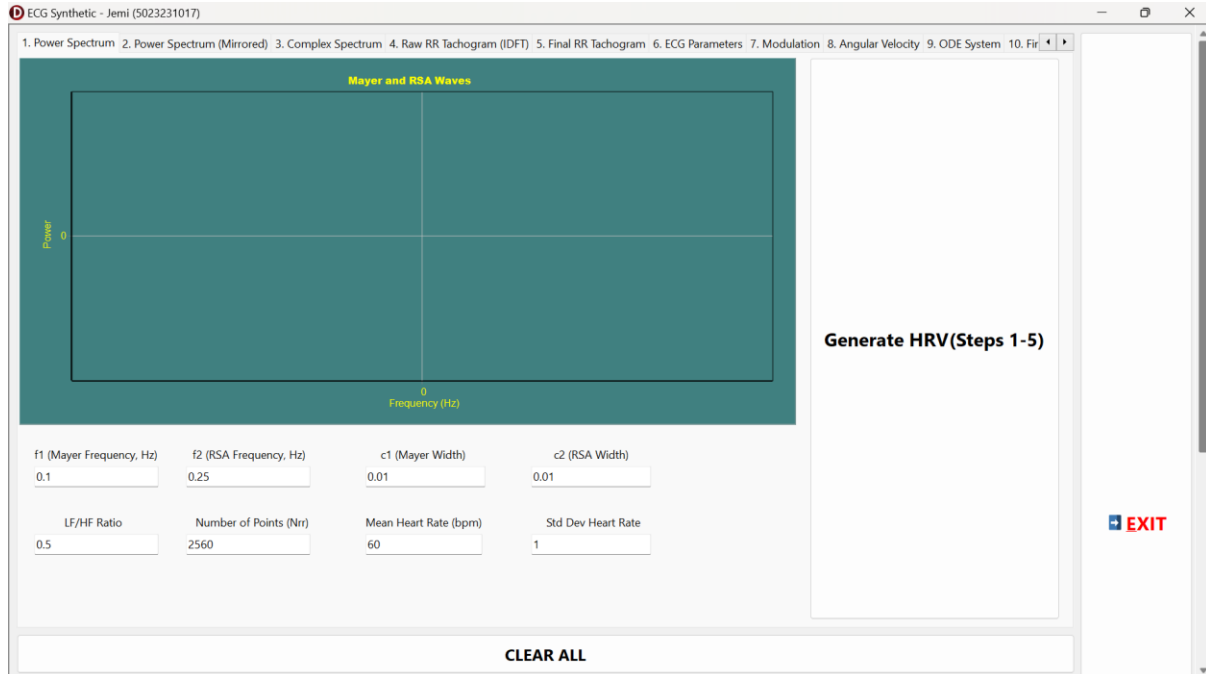 ECG Synthetic - Jemi (5023231017)
1. Power Spectrum 2. Power Spectrum (Mirrored) 3. Complex Spectrum 4. Raw RR Tachogram (IDFT) 5. Final RR Tachogram 6. ECG Parameters 7. Modulation 8. Angular Velocity 9. ODE System 10. Fir
Mayer and RSA Waves
Power
0
0
Frequency (Hz)
Generate HRV(Steps 1-5)
f1 (Mayer Frequency, Hz) f2 (RSA Frequency, Hz) c1 (Mayer Width) c2 (RSA Width)
0.1 0.25 0.01 0.01
LF/HF Ratio Number of Points (Nrr) Mean Heart Rate (bpm) Std Dev Heart Rate
0.5 2560 60 1
EXIT
CLEAR ALL